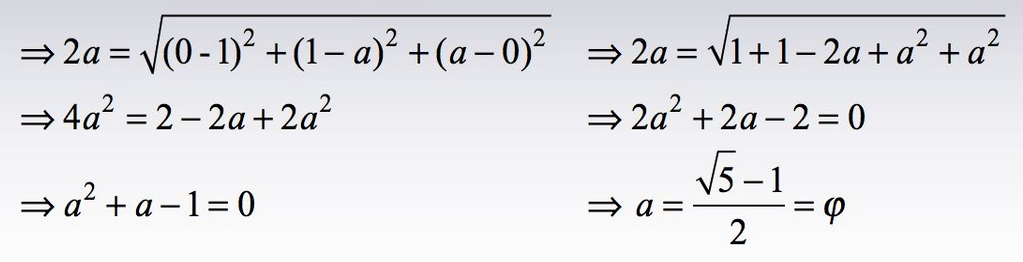 ⇒ 2a = √((0 - 1)² + (1 − a)² + (a − 0)²) ⇒ 2a = √(1 + 1 − 2a + a² + a²)
⇒ 4a² = 2 − 2a + 2a² ⇒ 2a² + 2a − 2 = 0
⇒ a² + a − 1 = 0 ⇒ a = (√5 − 1)/2 = φ